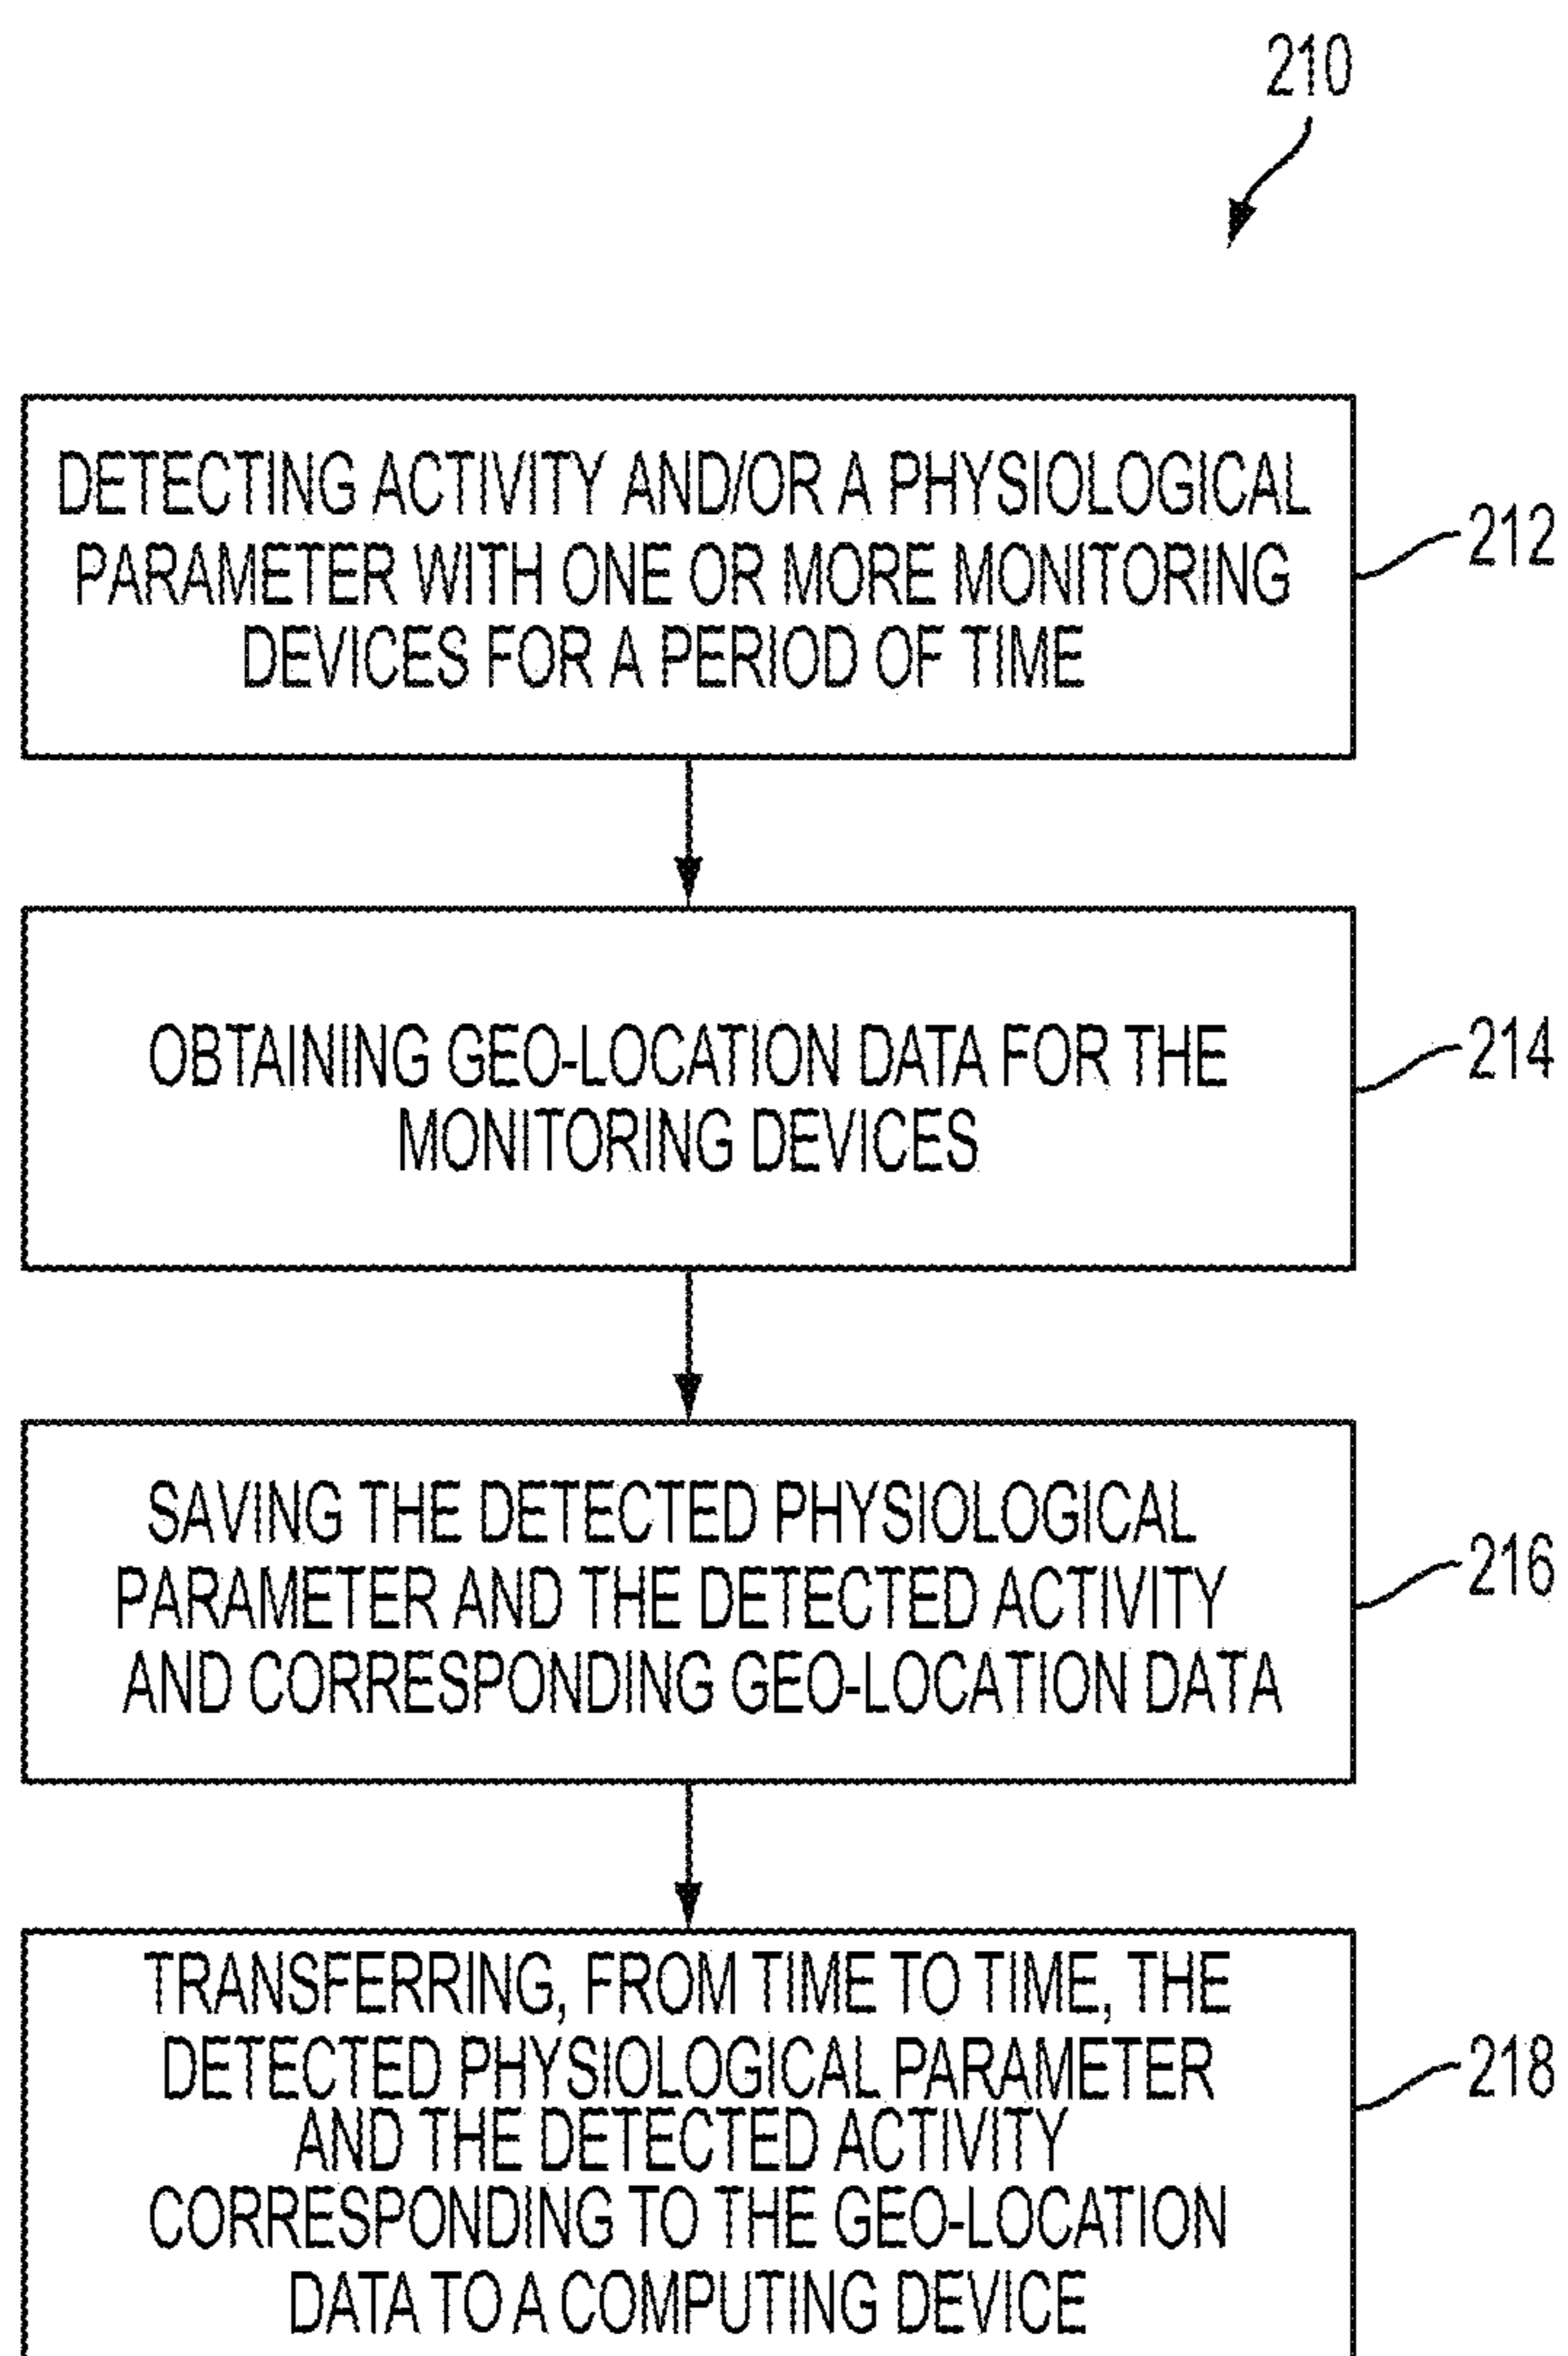 210
DETECTING ACTIVITY AND/OR A PHYSIOLOGICAL
PARAMETER WITH ONE OR MORE MONITORING
DEVICES FOR A PERIOD OF TIME
212
OBTAINING GEO-LOCATION DATA FOR THE
MONITORING DEVICES
214
SAVING THE DETECTED PHYSIOLOGICAL
PARAMETER AND THE DETECTED ACTIVITY
AND CORRESPONDING GEO-LOCATION DATA
216
TRANSFERRING, FROM TIME TO TIME, THE
DETECTED PHYSIOLOGICAL PARAMETER
AND THE DETECTED ACTIVITY
CORRESPONDING TO THE GEO-LOCATION
DATA TO A COMPUTING DEVICE
218